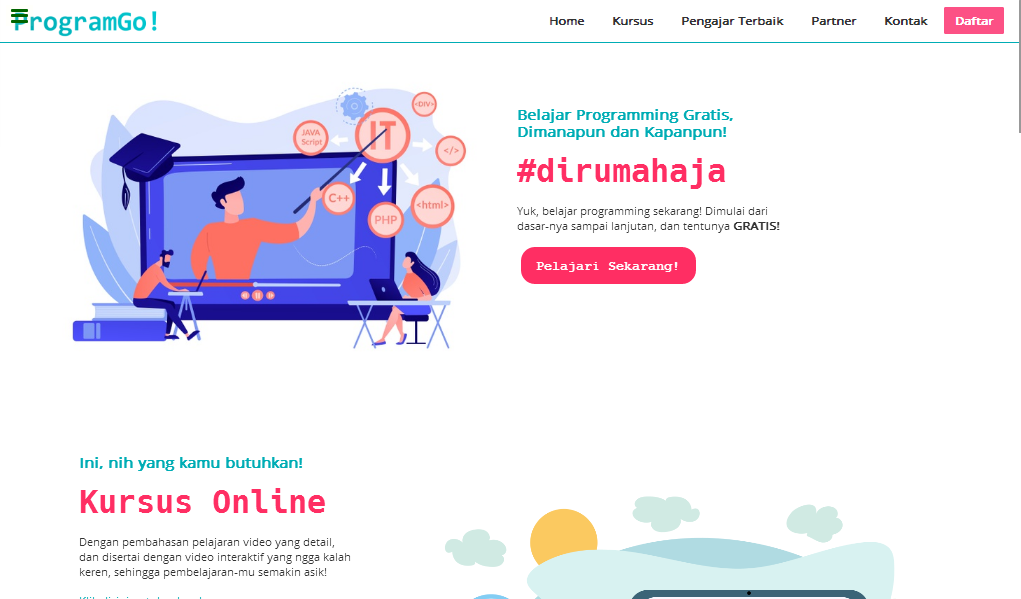 ProgramGo!
Home Kursus Pengajar Terbaik Partner Kontak Daftar
<DIV>
JAVA
Script
IT
</>
C++
<html>
PHP
Belajar Programming Gratis,
Dimanapun dan Kapanpun!
#dirumahaja
Yuk, belajar programming sekarang! Dimulai dari
dasar-nya sampai lanjutan, dan tentunya GRATIS!
Pelajari Sekarang!
Ini, nih yang kamu butuhkan!
Kursus Online
Dengan pembahasan pelajaran video yang detail,
dan disertai dengan video interaktif yang ngga kalah
keren, sehingga pembelajaran-mu semakin asik!